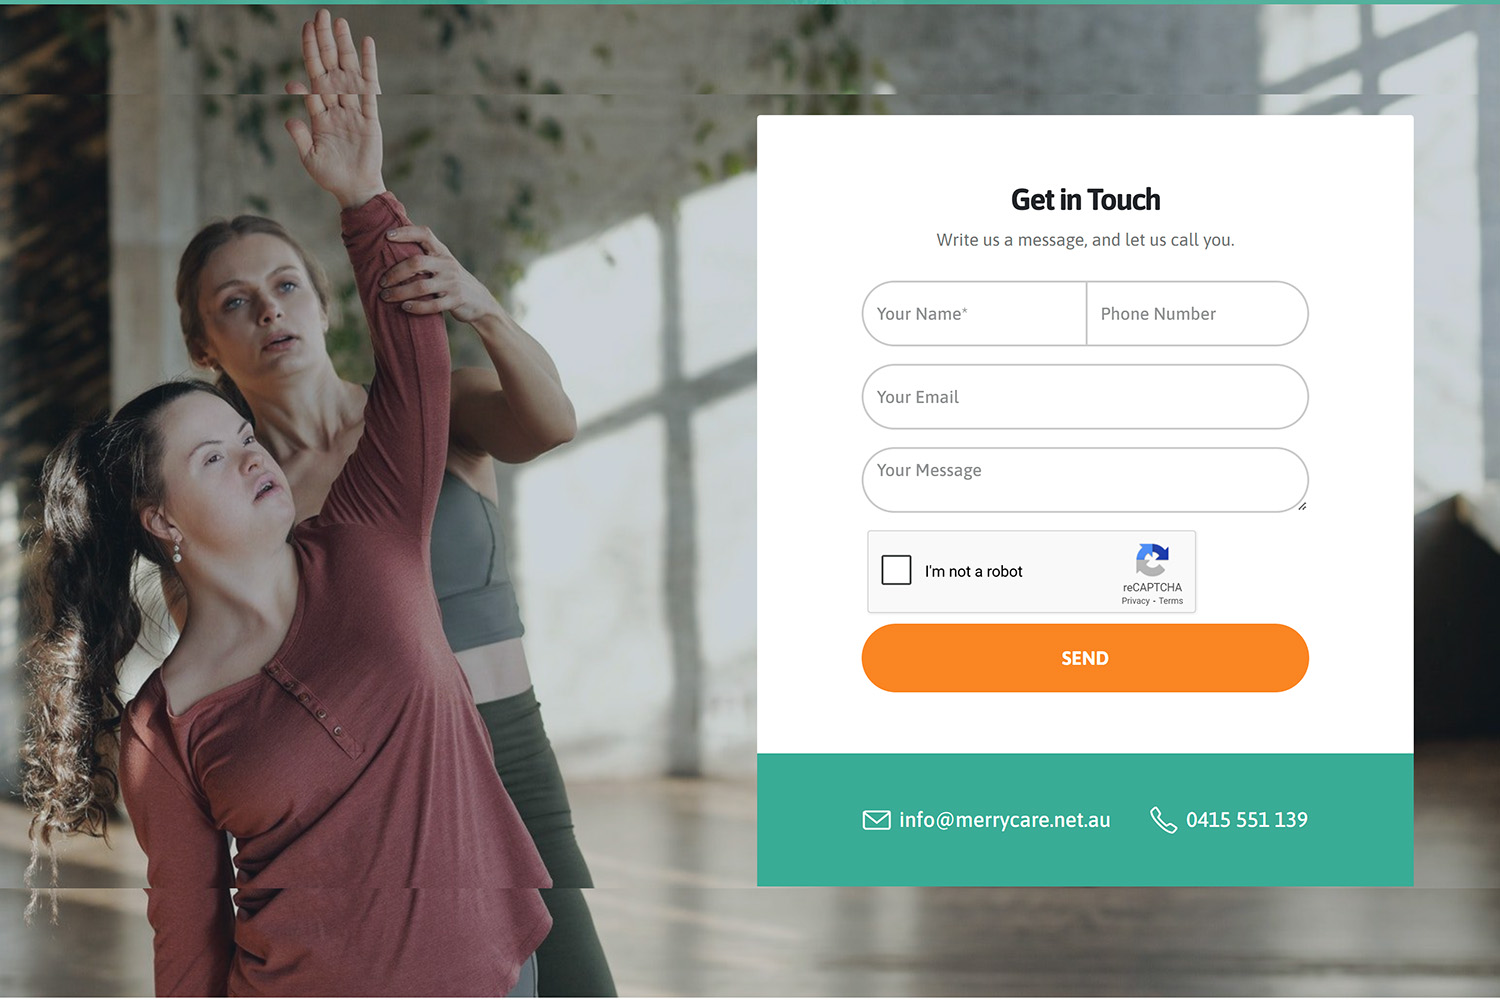 Get in Touch
Write us a message, and let us call you.
Your Name*
Phone Number
Your Email
Your Message
I'm not a robot
reCAPTCHA
Privacy - Terms
SEND
info@merrycare.net.au
0415 551 139